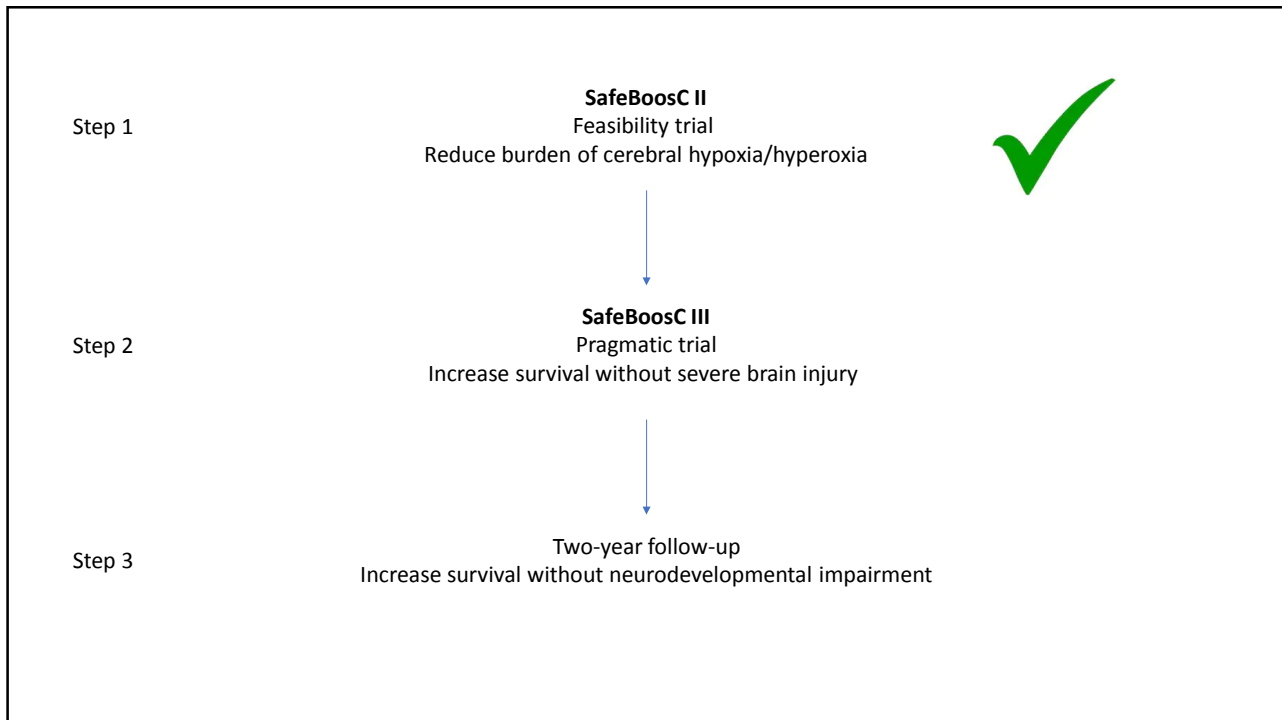 Step 1
SafeBoosC II
Feasibility trial
Reduce burden of cerebral hypoxia/hyperoxia
Step 2
SafeBoosC III
Pragmatic trial
Increase survival without severe brain injury
Step 3
Two-year follow-up
Increase survival without neurodevelopmental impairment